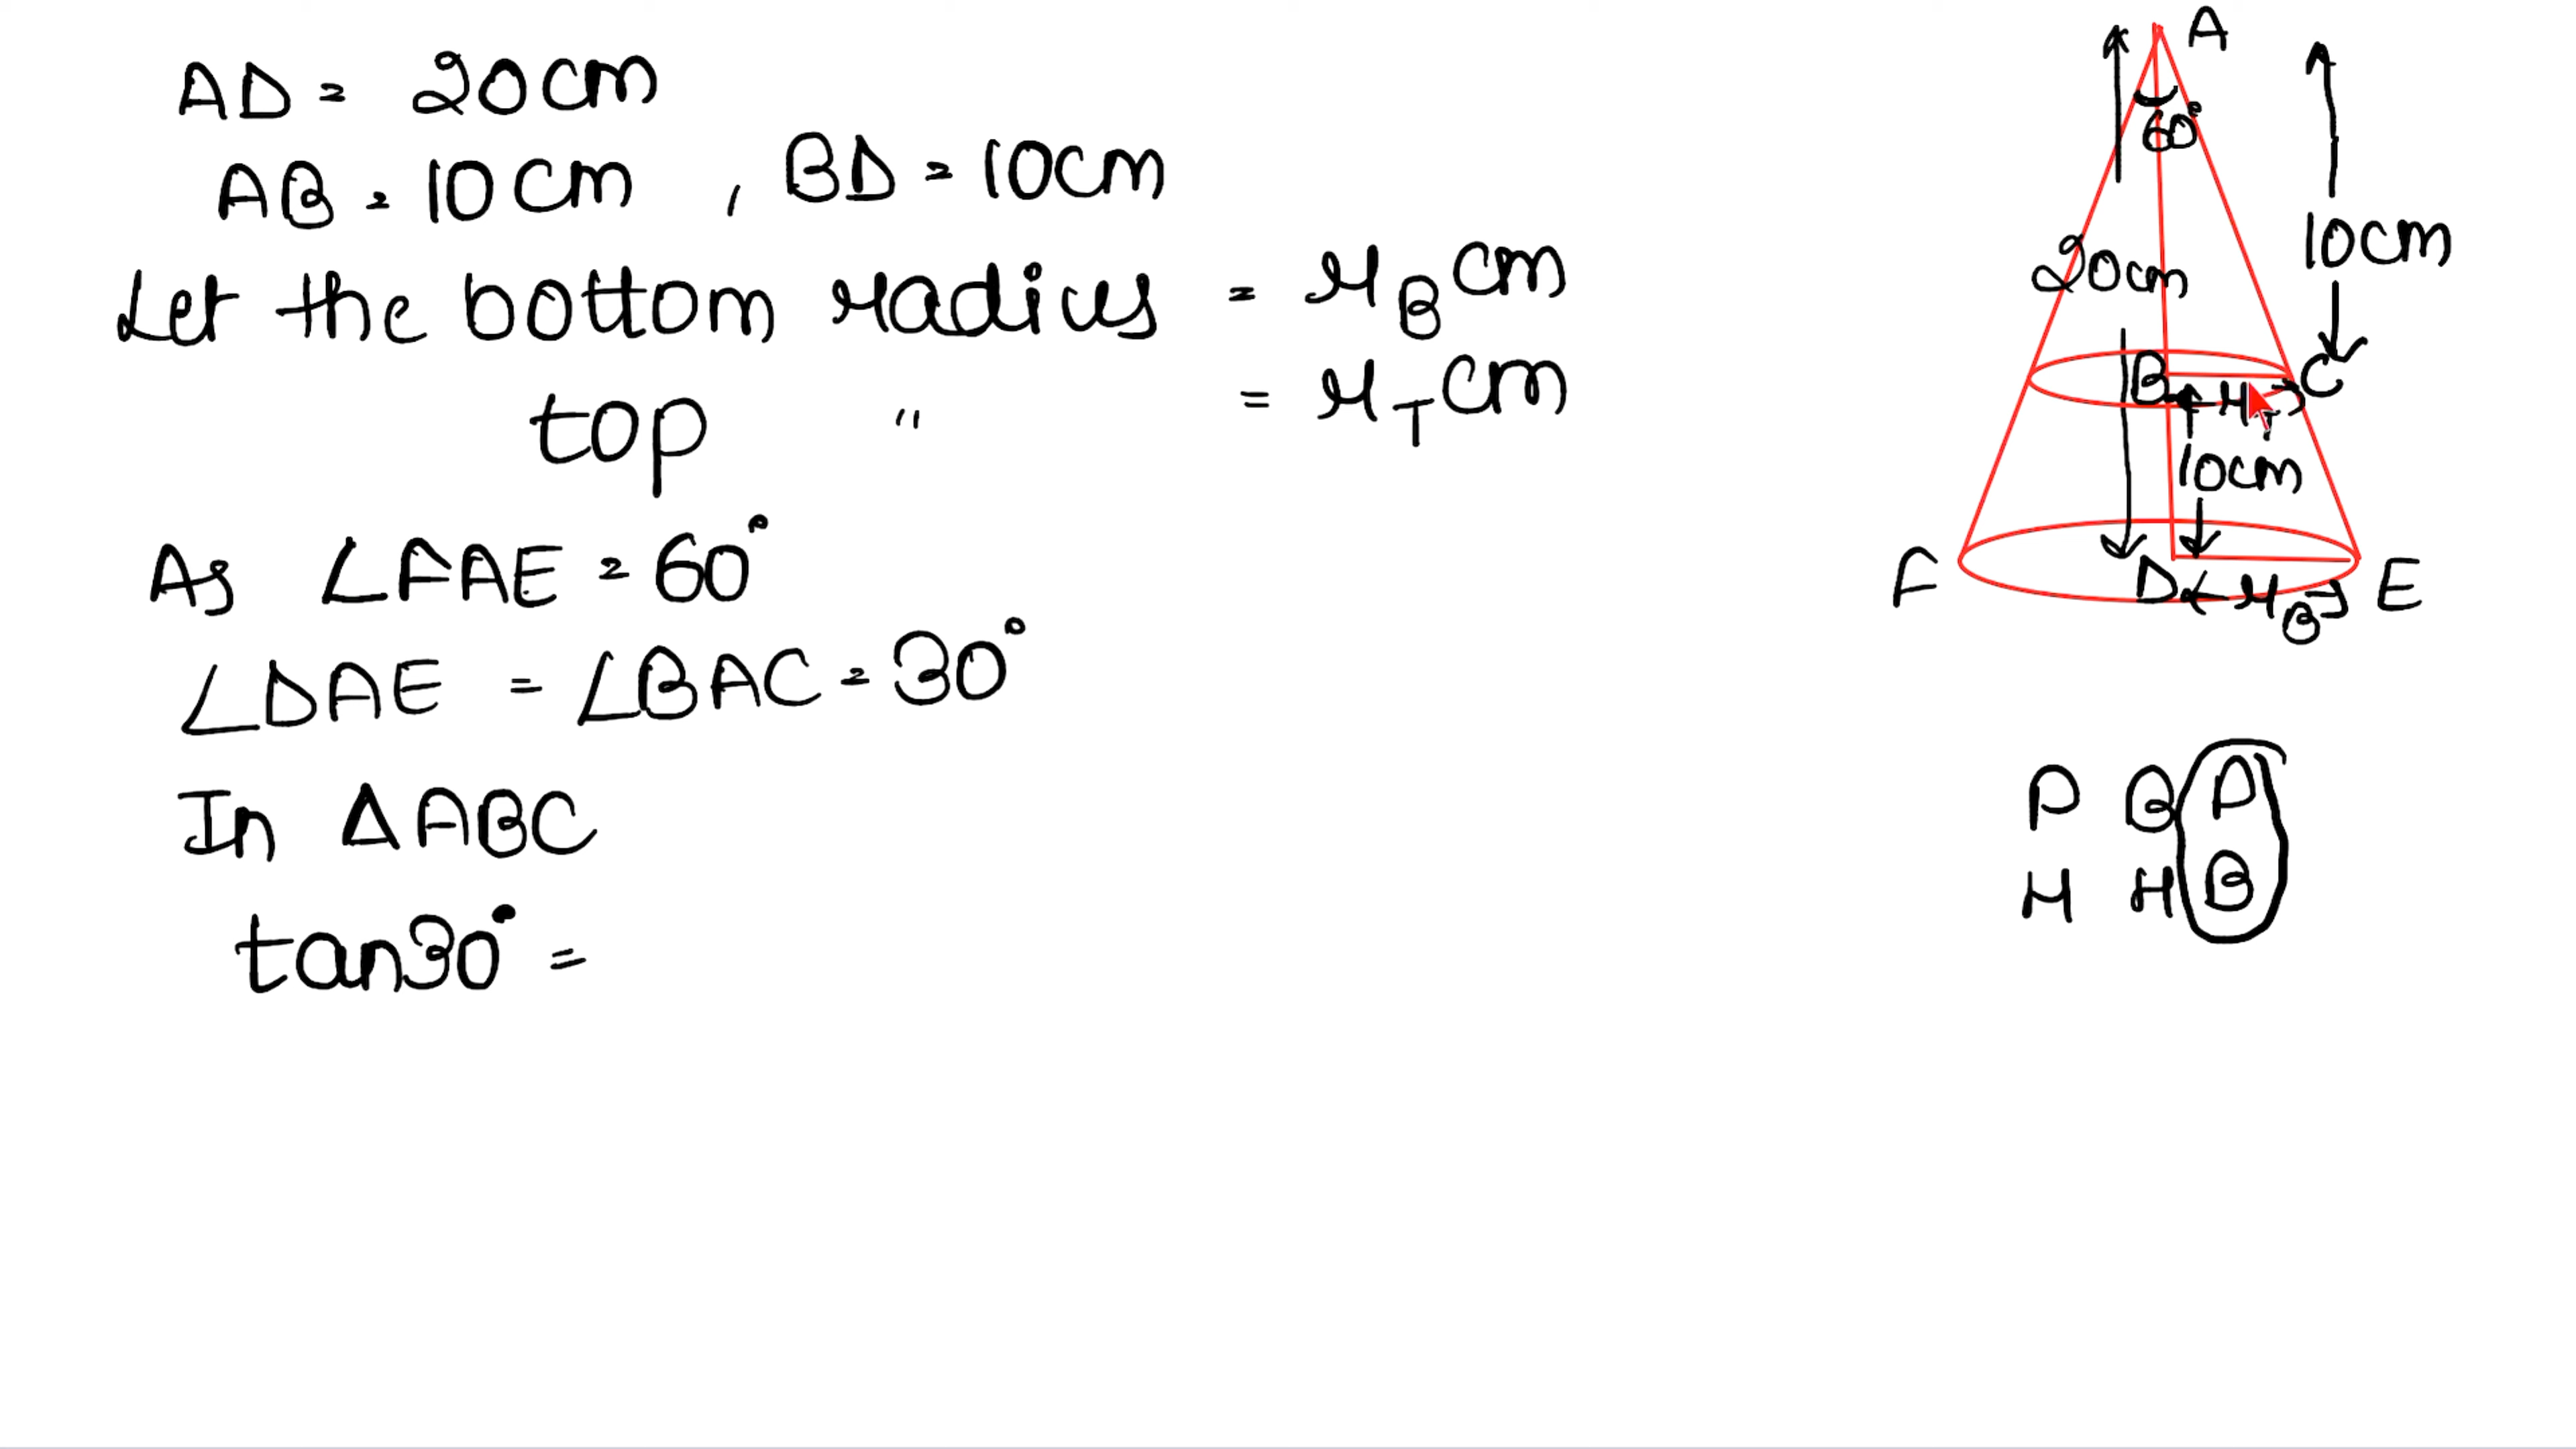 AD = 20cm
AB = 10cm , BD = 10cm
Let the bottom radius = rB cm
top " = rT cm
As ∠FAE = 60°
∠DAE = ∠BAC = 30°
In ΔABC
tan30° =
A
60°
20cm
10cm
B
rT
C
10cm
F
D
rB
E
P B P
H H B